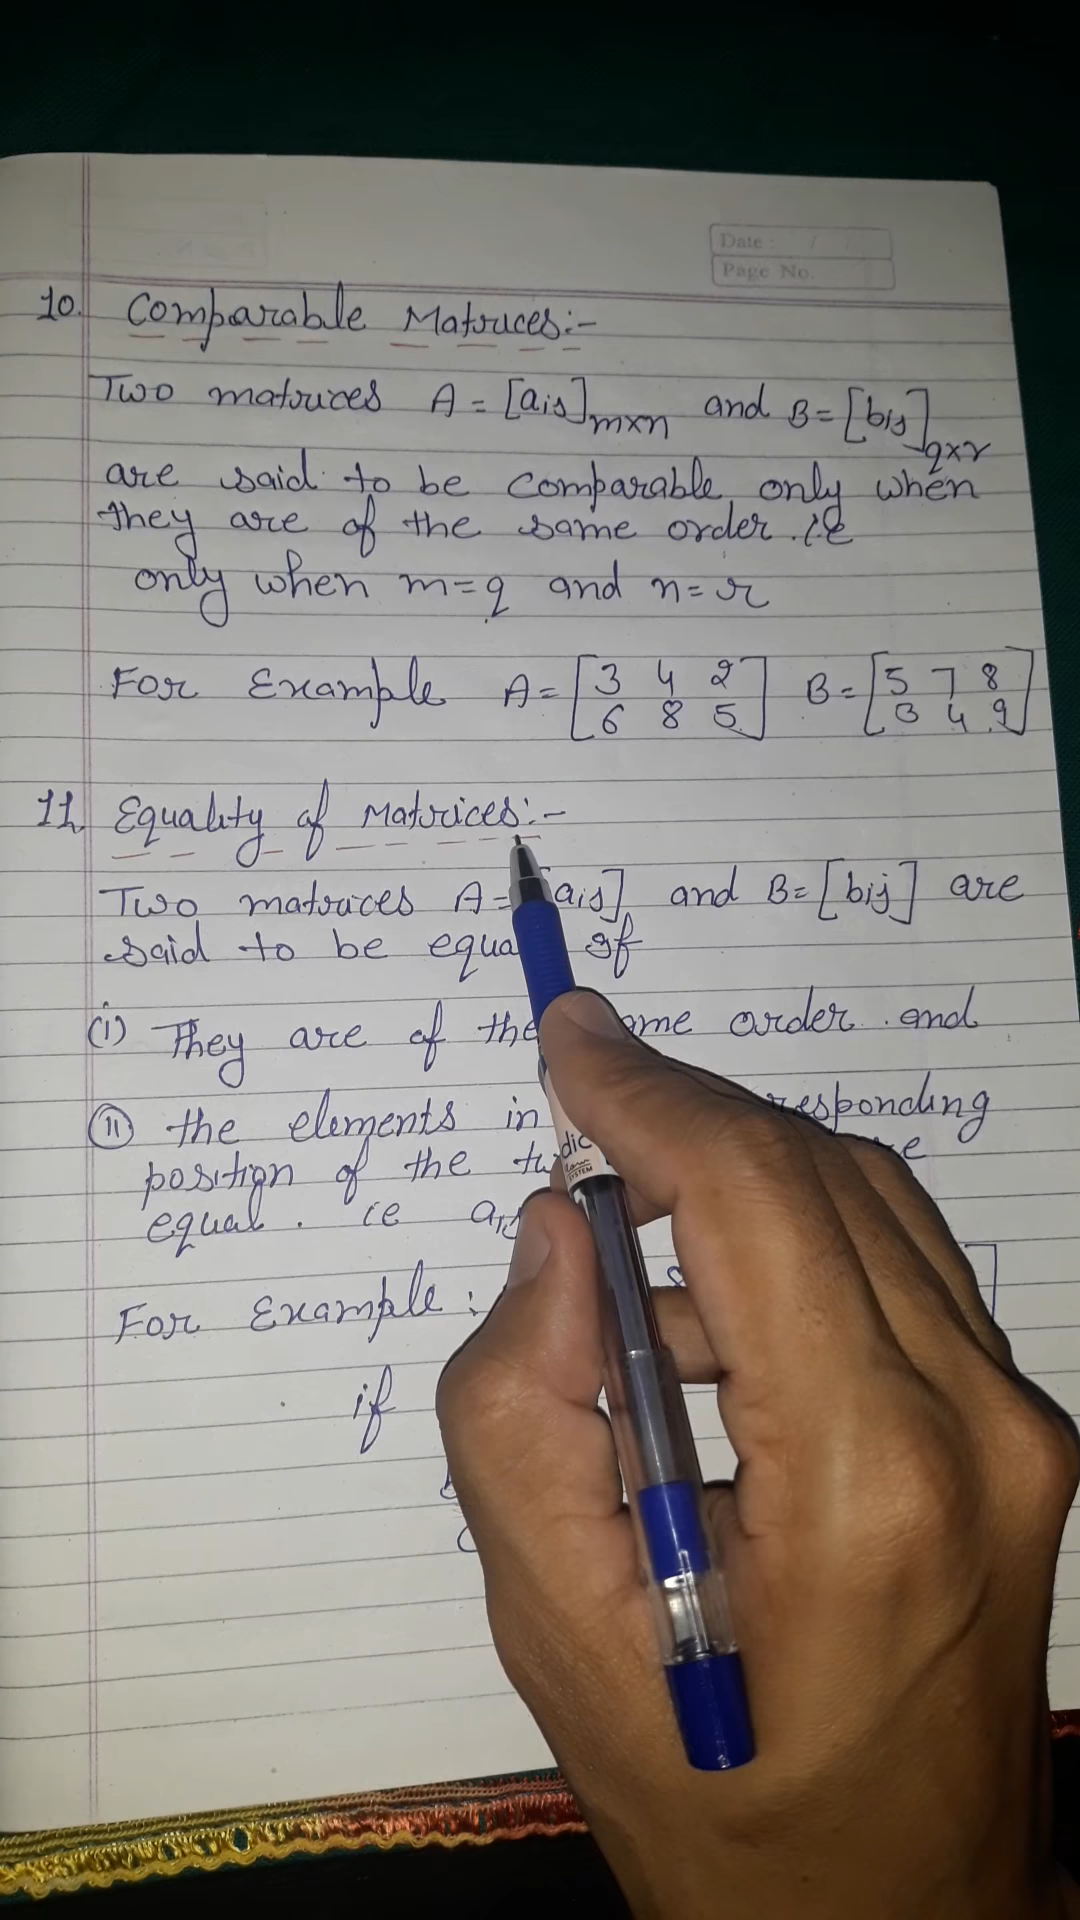 Date : / /
Page No.
10. Comparable Matrices:-
Two matrices A = [aij]m×n and B = [bij]q×r
are said to be comparable only when
they are of the same order. ie
only when m=q and n=r
For Example A = [3 4 2 B = [5 7 8
6 8 5] 3 4 9]
11. Equality of Matrices:-
Two matrices A = [aij] and B = [bij] are
said to be equa if
(i) They are of the ame order and
(ii) the elements in responding
position of the
equal. ie aij
For Example :
if